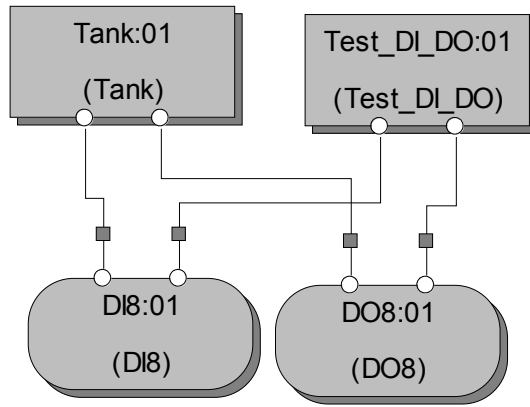 Tank:01
(Tank)
Test_DI_DO:01
(Test_DI_DO)
DI8:01
(DI8)
DO8:01
(DO8)